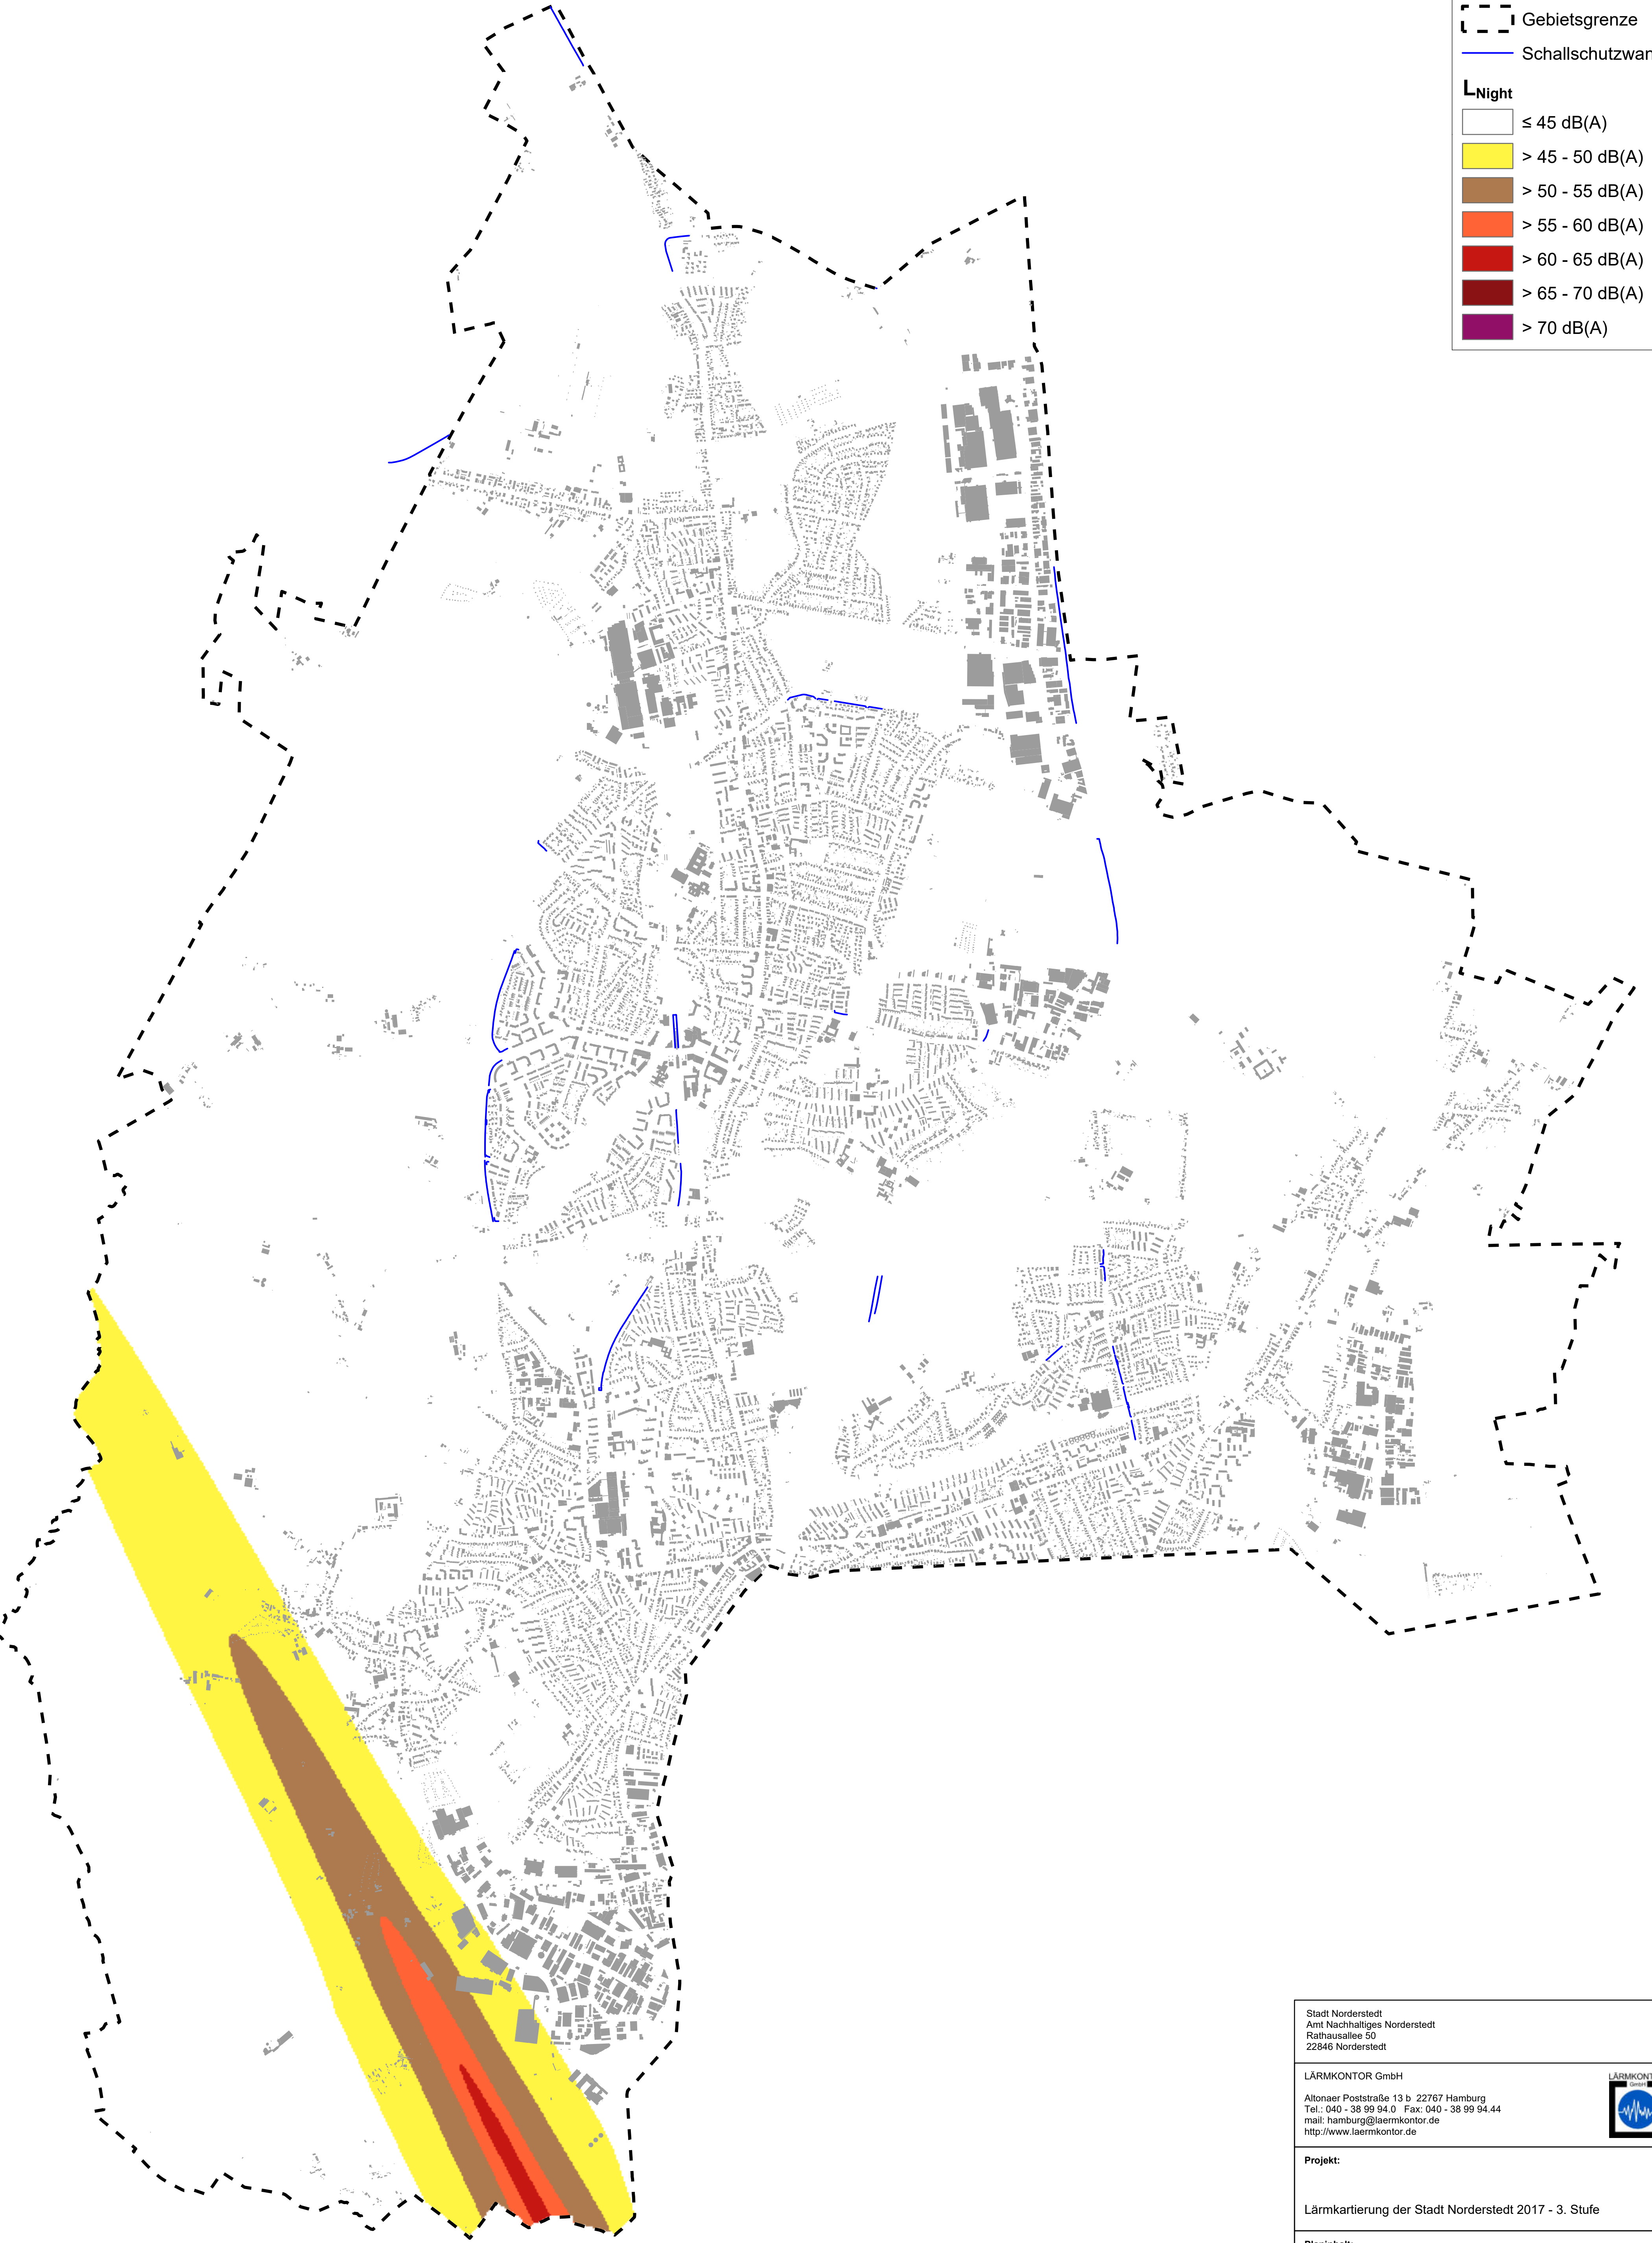 Gebietsgrenze
Schallschutzwan
LNight
≤ 45 dB(A)
> 45 - 50 dB(A)
> 50 - 55 dB(A)
> 55 - 60 dB(A)
> 60 - 65 dB(A)
> 65 - 70 dB(A)
> 70 dB(A)
Stadt Norderstedt
Amt Nachhaltiges Norderstedt
Rathausallee 50
22846 Norderstedt
LÄRMKONTOR GmbH
Altonaer Poststraße 13 b 22767 Hamburg
Tel.: 040 - 38 99 94.0 Fax: 040 - 38 99 94.44
mail: hamburg@laermkontor.de
http://www.laermkontor.de
LÄRMKONT
GmbH
Projekt:
Lärmkartierung der Stadt Norderstedt 2017 - 3. Stufe